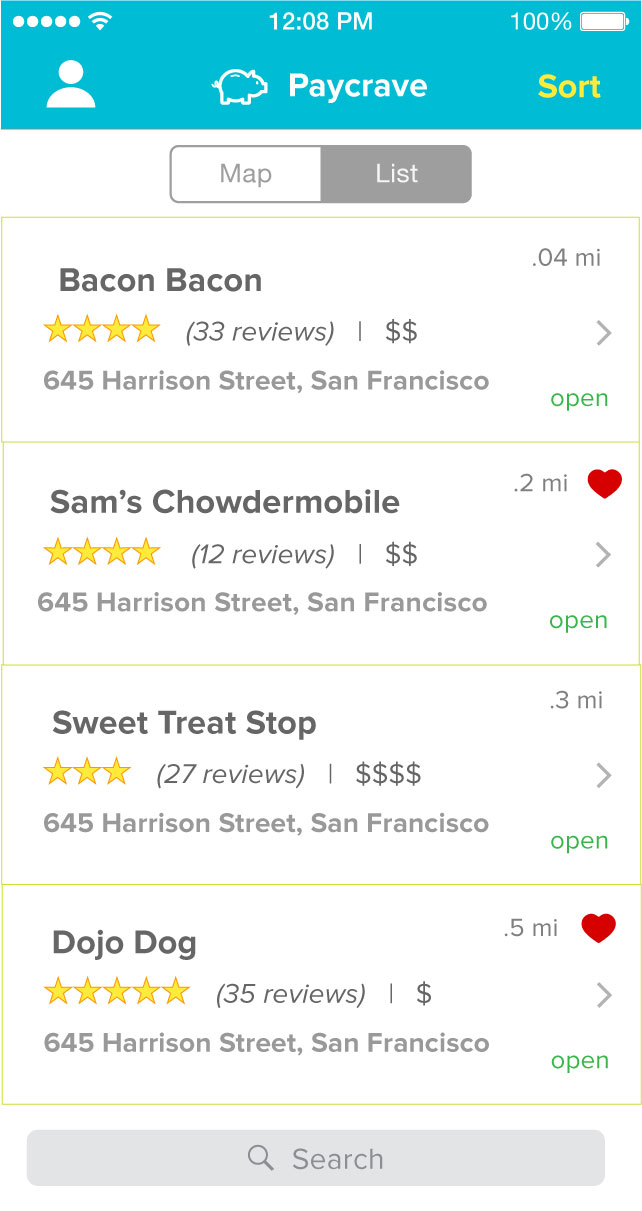 12:08 PM 100%
Paycrave Sort
Map List
.04 mi
Bacon Bacon
(33 reviews) | $$
645 Harrison Street, San Francisco
open
.2 mi
Sam’s Chowdermobile
(12 reviews) | $$
645 Harrison Street, San Francisco
open
.3 mi
Sweet Treat Stop
(27 reviews) | $$$$
645 Harrison Street, San Francisco
open
.5 mi
Dojo Dog
(35 reviews) | $
645 Harrison Street, San Francisco
open
Search